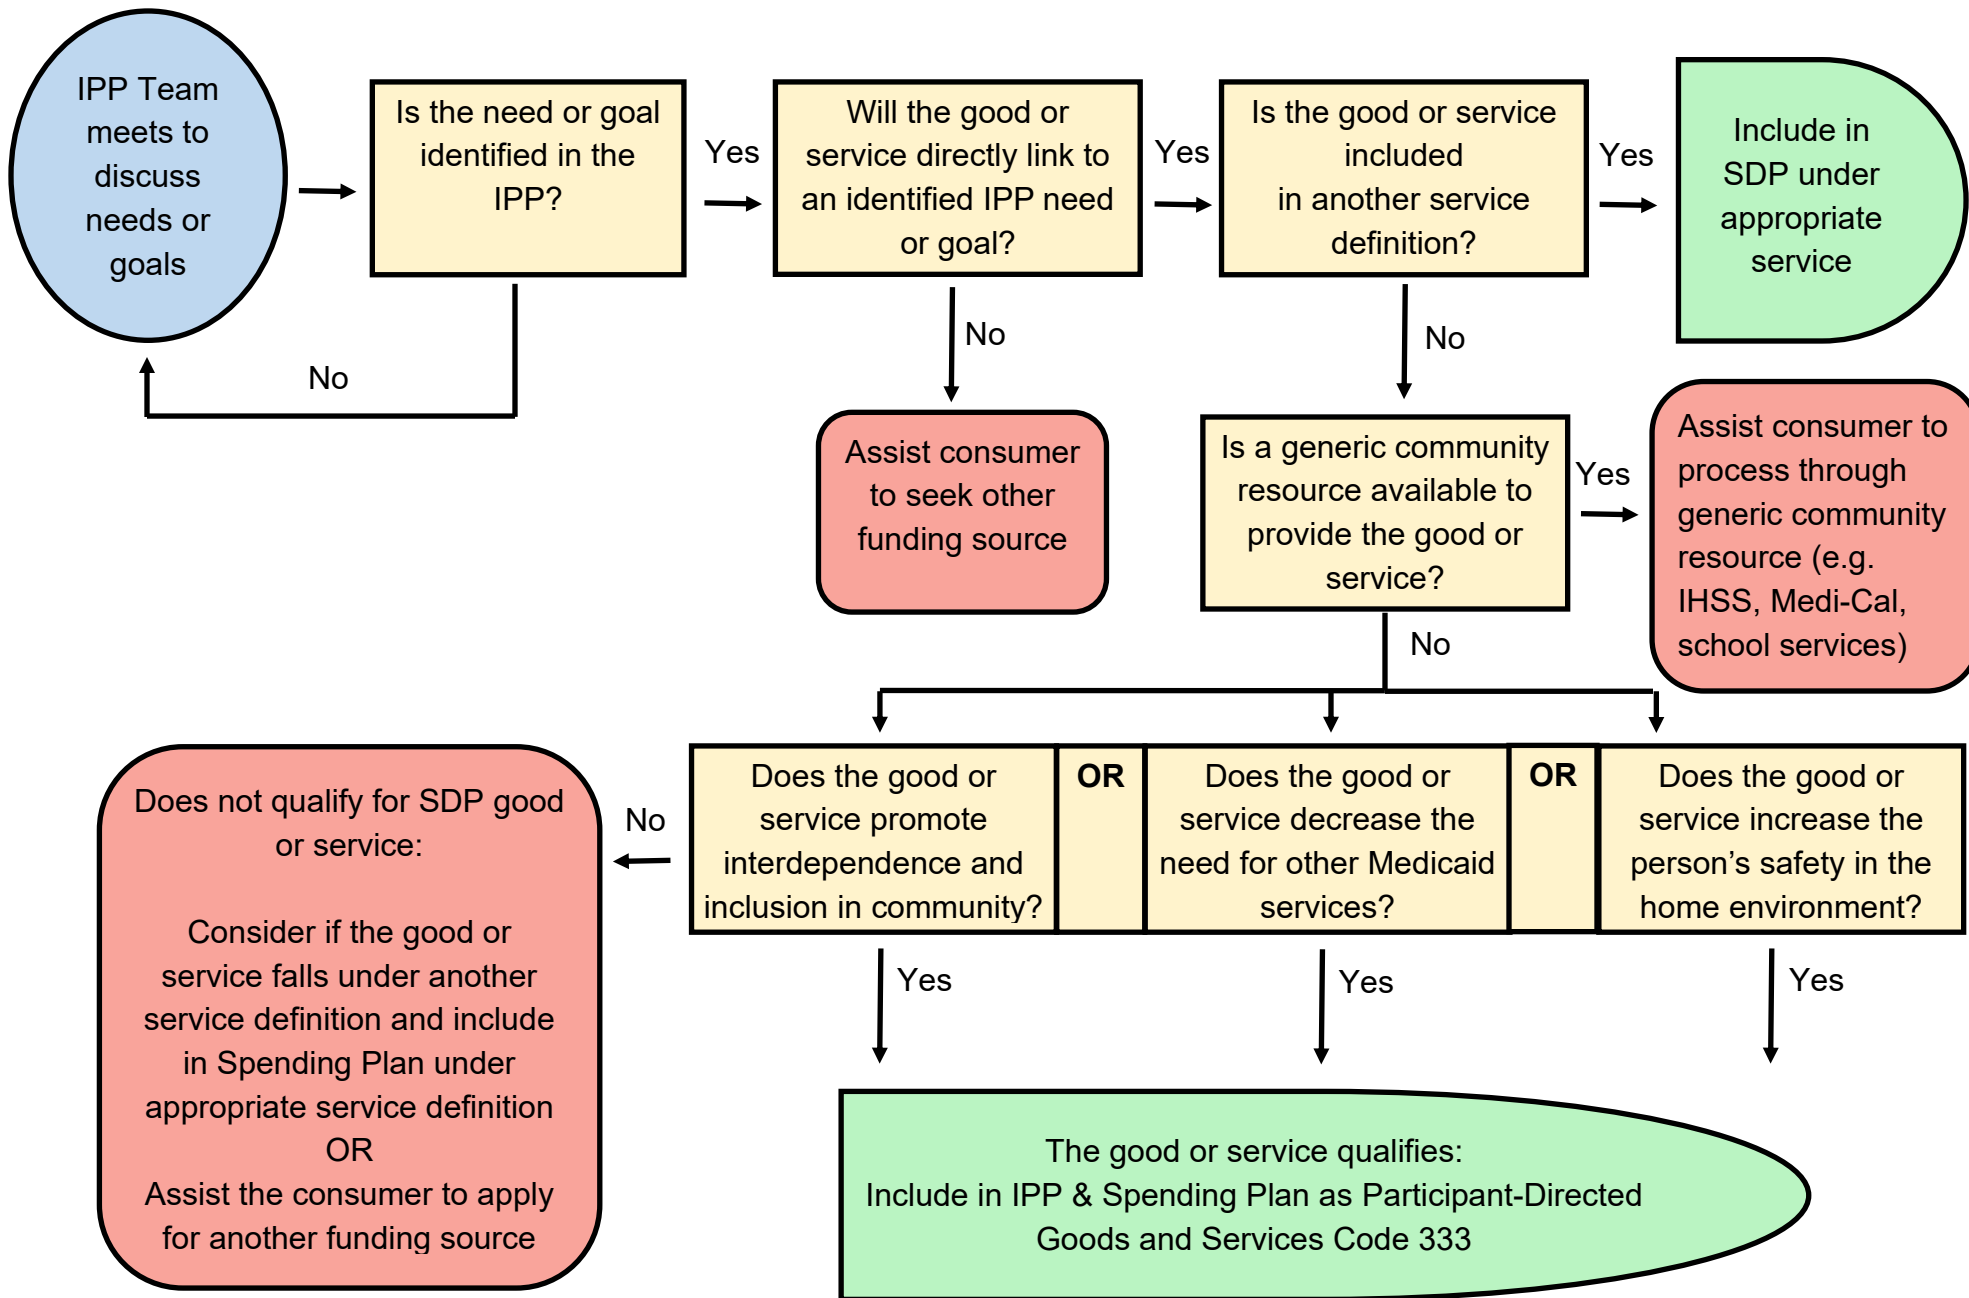 IPP Team
meets to
discuss
needs or
goals
Is the need or goal
identified in the
IPP?
Yes
No
Will the good or
service directly link to
an identified IPP need
or goal?
Yes
No
Is the good or service
included
in another service
definition?
Yes
No
Include in
SDP under
appropriate
service
Assist consumer
to seek other
funding source
Is a generic community
resource available to
provide the good or
service?
Yes
No
Assist consumer to
process through
generic community
resource (e.g.
IHSS, Medi-Cal,
school services)
Does not qualify for SDP good
or service:
Consider if the good or
service falls under another
service definition and include
in Spending Plan under
appropriate service definition
OR
Assist the consumer to apply
for another funding source
No
Does the good or
service promote
interdependence and
inclusion in community?
OR
Does the good or
service decrease the
need for other Medicaid
services?
OR
Does the good or
service increase the
person’s safety in the
home environment?
Yes
Yes
Yes
The good or service qualifies:
Include in IPP & Spending Plan as Participant-Directed
Goods and Services Code 333